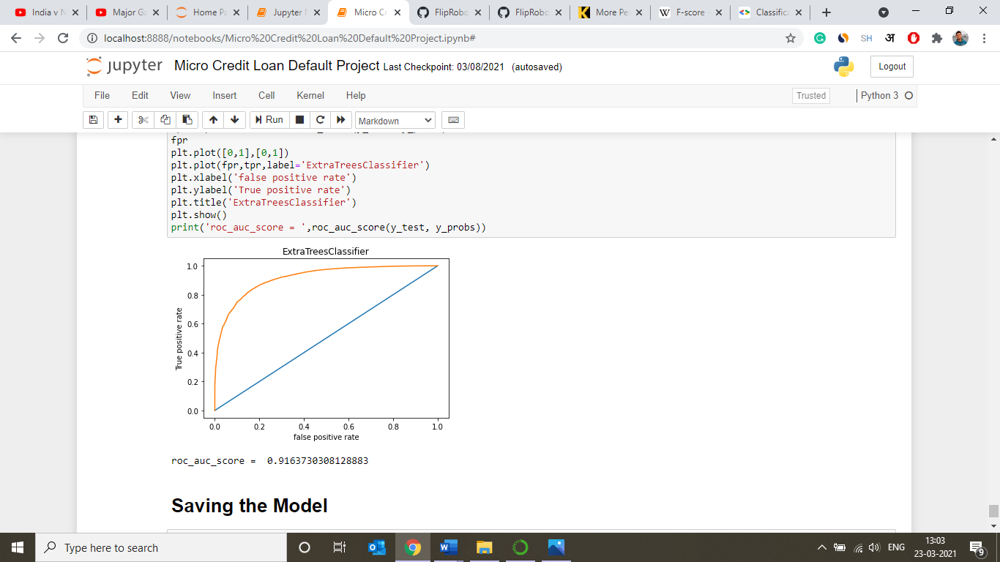 India v N
Major Ga
Home Pa
Jupyter N
Micro Cr
FlipRobo
FlipRobo
More Pe
F-score -
Classifica
localhost:8888/notebooks/Micro%20Credit%20Loan%20Default%20Project.ipynb#
SH
अ
jupyter Micro Credit Loan Default Project Last Checkpoint: 03/08/2021 (autosaved)
Logout
File Edit View Insert Cell Kernel Help
Trusted
Python 3
Run
Markdown
fpr
plt.plot([0,1],[0,1])
plt.plot(fpr,tpr,label='ExtraTreesClassifier')
plt.xlabel('false positive rate')
plt.ylabel('True positive rate')
plt.title('ExtraTreesClassifier')
plt.show()
print('roc_auc_score = ',roc_auc_score(y_test, y_probs))
ExtraTreesClassifier
1.0
0.8
0.6
0.4
0.2
0.0
True positive rate
0.0 0.2 0.4 0.6 0.8 1.0
false positive rate
roc_auc_score =  0.9163730308128883
Saving the Model
Type here to search
ENG
13:03
23-03-2021
9